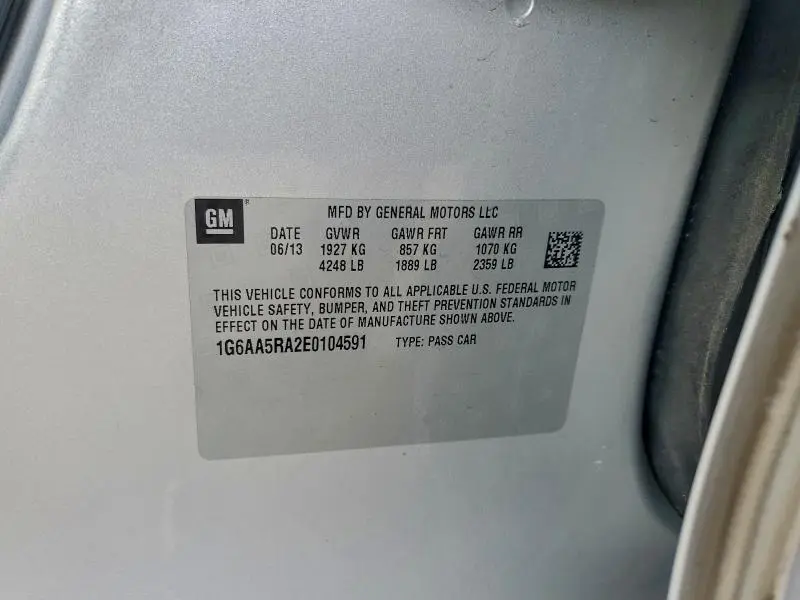 GM
MFD BY GENERAL MOTORS LLC
DATE GVWR GAWR FRT GAWR RR
06/13 1927 KG 857 KG 1070 KG
4248 LB 1889 LB 2359 LB
THIS VEHICLE CONFORMS TO ALL APPLICABLE U.S. FEDERAL MOTOR
VEHICLE SAFETY, BUMPER, AND THEFT PREVENTION STANDARDS IN
EFFECT ON THE DATE OF MANUFACTURE SHOWN ABOVE.
1G6AA5RA2E0104591 TYPE: PASS CAR